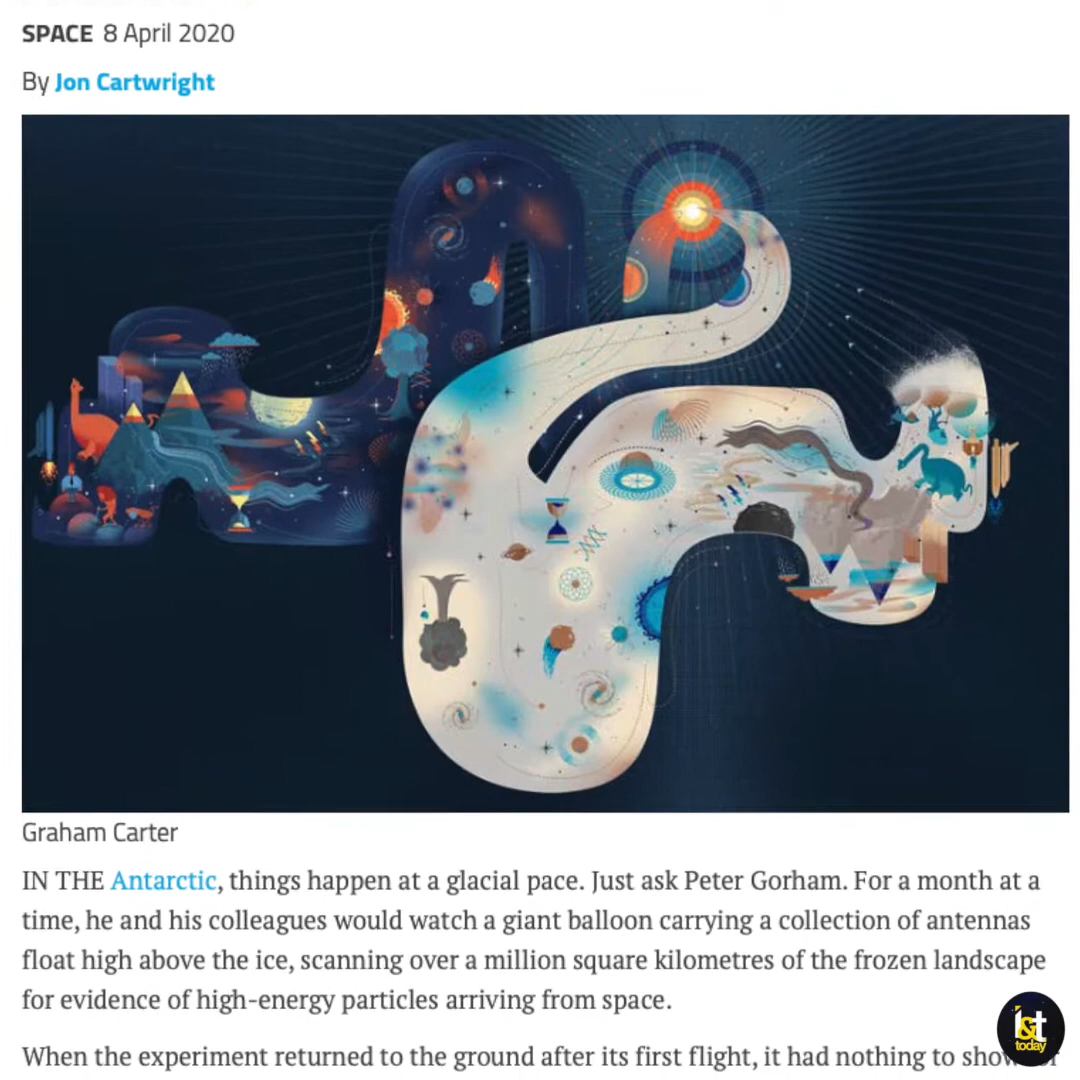 SPACE 8 April 2020
By Jon Cartwright
Graham Carter
IN THE Antarctic, things happen at a glacial pace. Just ask Peter Gorham. For a month at a
time, he and his colleagues would watch a giant balloon carrying a collection of antennas
float high above the ice, scanning over a million square kilometres of the frozen landscape
for evidence of high-energy particles arriving from space.
When the experiment returned to the ground after its first flight, it had nothing to show
i&t
today